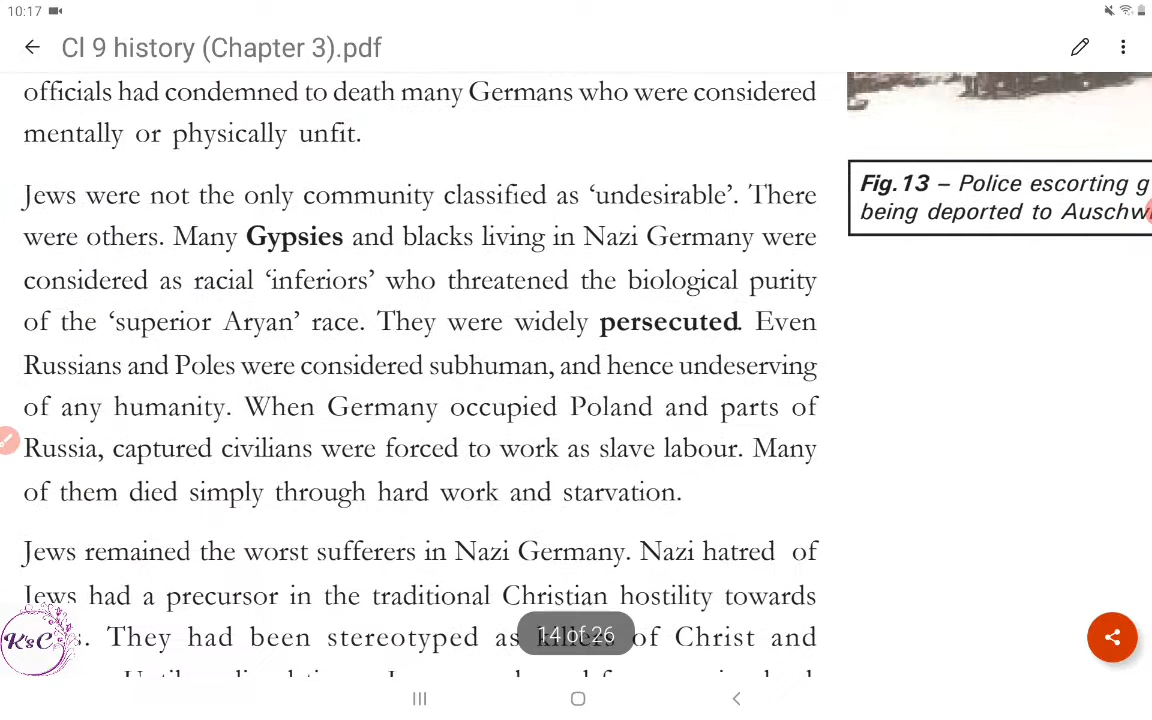 10:17
Cl 9 history (Chapter 3).pdf
officials had condemned to death many Germans who were considered
mentally or physically unfit.
Jews were not the only community classified as ‘undesirable’. There
were others. Many Gypsies and blacks living in Nazi Germany were
considered as racial ‘inferiors’ who threatened the biological purity
of the ‘superior Aryan’ race. They were widely persecuted. Even
Russians and Poles were considered subhuman, and hence undeserving
of any humanity. When Germany occupied Poland and parts of
Russia, captured civilians were forced to work as slave labour. Many
of them died simply through hard work and starvation.
Jews remained the worst sufferers in Nazi Germany. Nazi hatred of
Jews had a precursor in the traditional Christian hostility towards
They had been stereotyped as killers of Christ and
14 of 26
K's C
Fig.13 – Police escorting g
being deported to Auschw